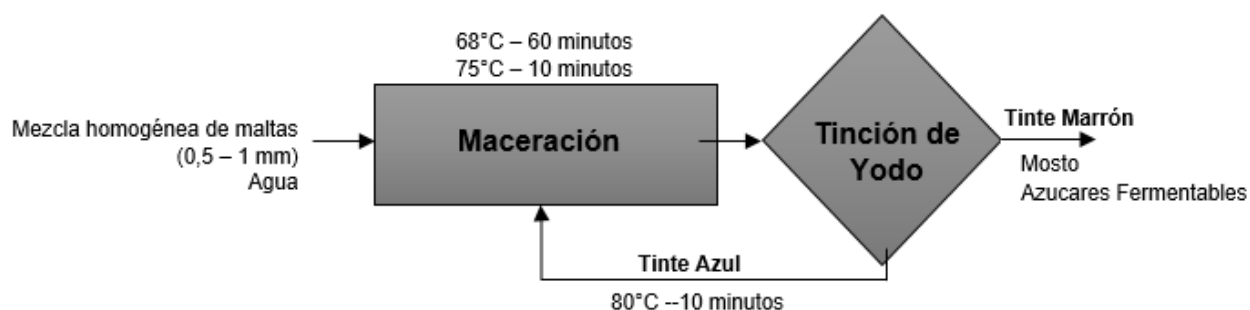 68°C – 60 minutos
75°C – 10 minutos
Mezcla homogénea de maltas
(0,5 – 1 mm)
Agua
Maceración
Tinción de
Yodo
Tinte Marrón
Mosto
Azucares Fermentables
Tinte Azul
80°C --10 minutos